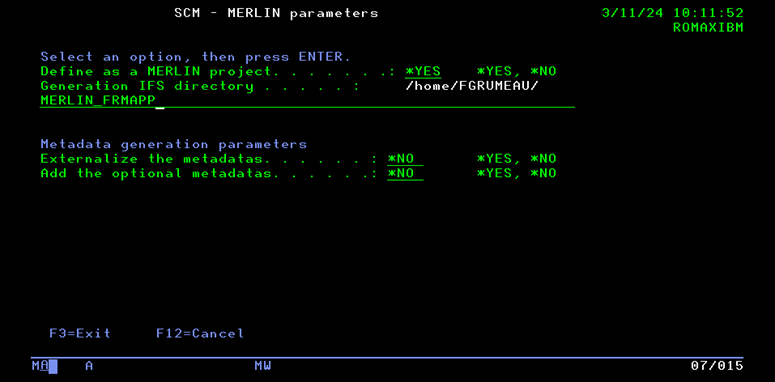 SCM - MERLIN parameters 3/11/24 10:11:52
ROMAXIBM
Select an option, then press ENTER.
Define as a MERLIN project. . . . . . .: *YES *YES, *NO
Generation IFS directory . . . . . : /home/FGRUMEAU/
MERLIN_FRMAPP_
Metadata generation parameters
Externalize the metadatas. . . . . . : *NO *YES, *NO
Add the optional metadatas. . . . . .: *NO *YES, *NO
F3=Exit F12=Cancel
MA A MW 07/015